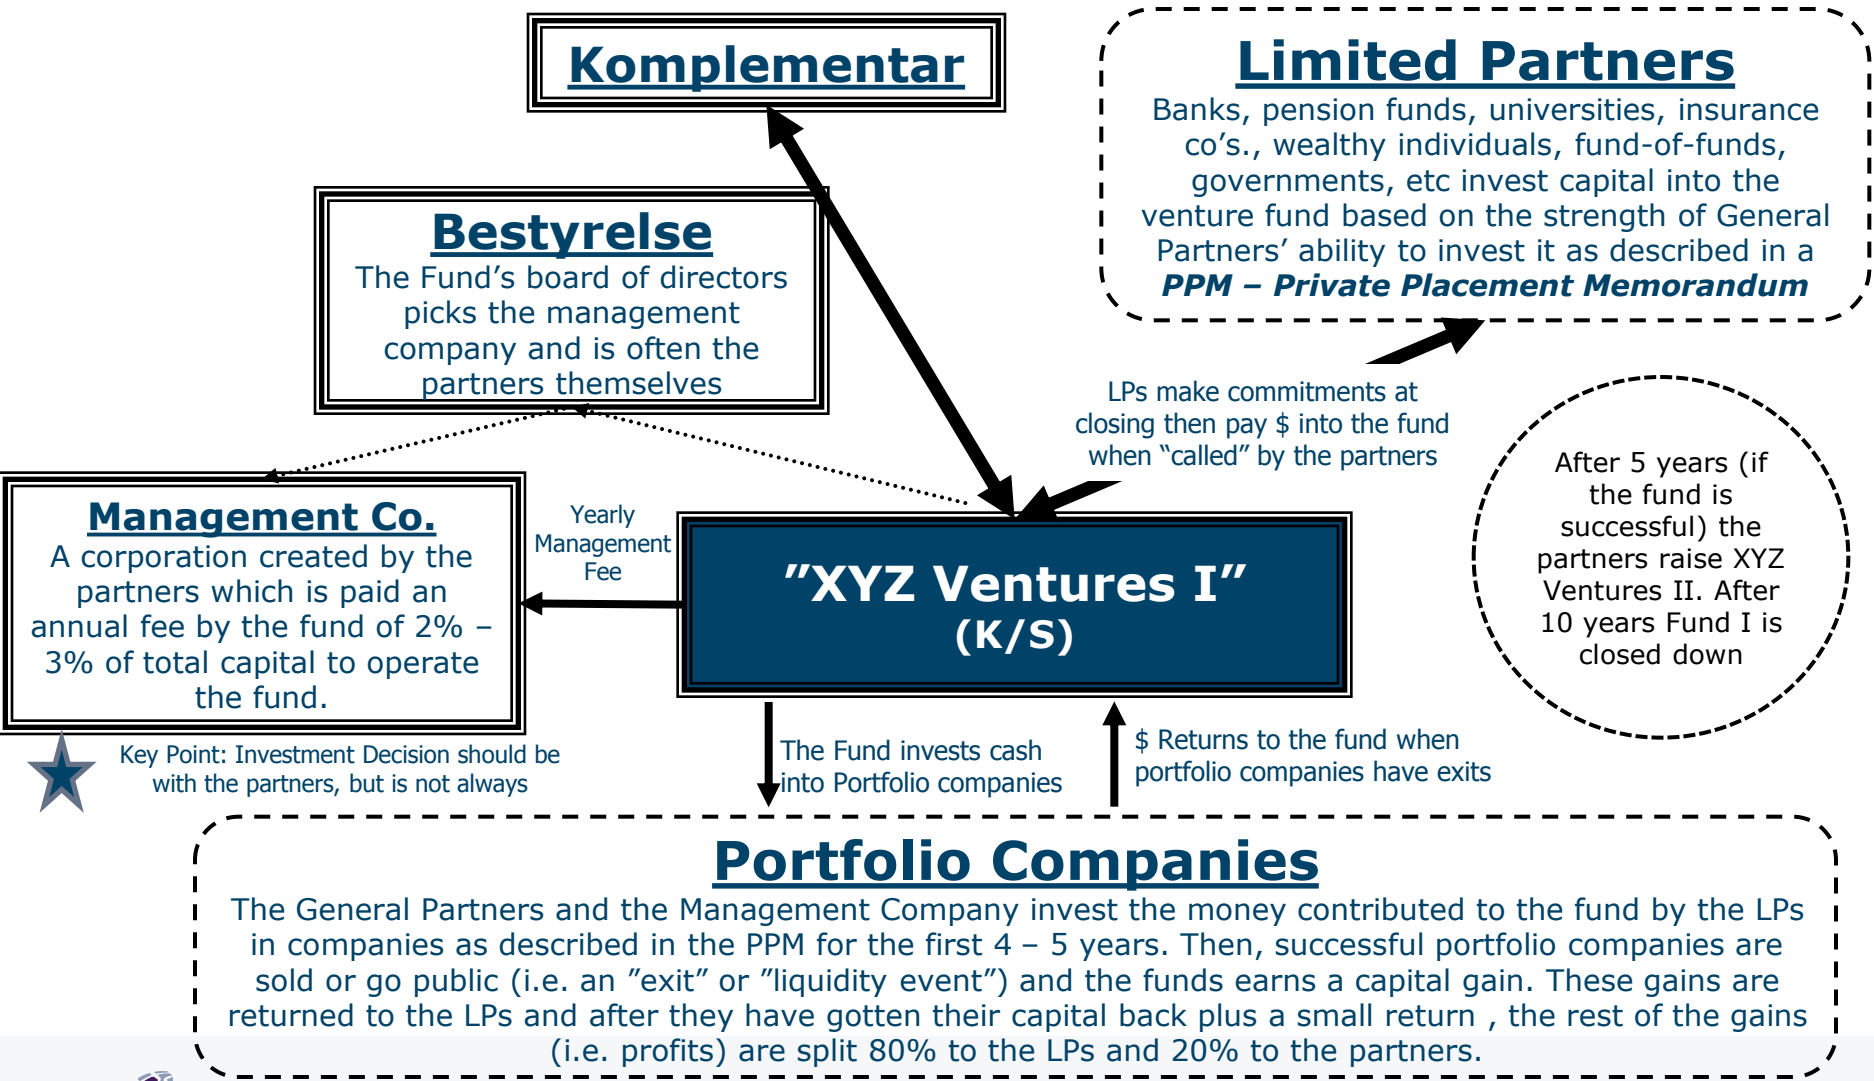 Komplementar
Limited Partners
Banks, pension funds, universities, insurance
co’s., wealthy individuals, fund-of-funds,
governments, etc invest capital into the
venture fund based on the strength of General
Partners’ ability to invest it as described in a
PPM – Private Placement Memorandum
Bestyrelse
The Fund’s board of directors
picks the management
company and is often the
partners themselves
LPs make commitments at
closing then pay $ into the fund
when “called” by the partners
After 5 years (if
the fund is
successful) the
partners raise XYZ
Ventures II. After
10 years Fund I is
closed down
Management Co.
A corporation created by the
partners which is paid an
annual fee by the fund of 2% –
3% of total capital to operate
the fund.
Yearly
Management
Fee
”XYZ Ventures I”
(K/S)
Key Point: Investment Decision should be
with the partners, but is not always
The Fund invests cash
into Portfolio companies
$ Returns to the fund when
portfolio companies have exits
Portfolio Companies
The General Partners and the Management Company invest the money contributed to the fund by the LPs
in companies as described in the PPM for the first 4 – 5 years. Then, successful portfolio companies are
sold or go public (i.e. an ”exit” or ”liquidity event”) and the funds earns a capital gain. These gains are
returned to the LPs and after they have gotten their capital back plus a small return , the rest of the gains
(i.e. profits) are split 80% to the LPs and 20% to the partners.